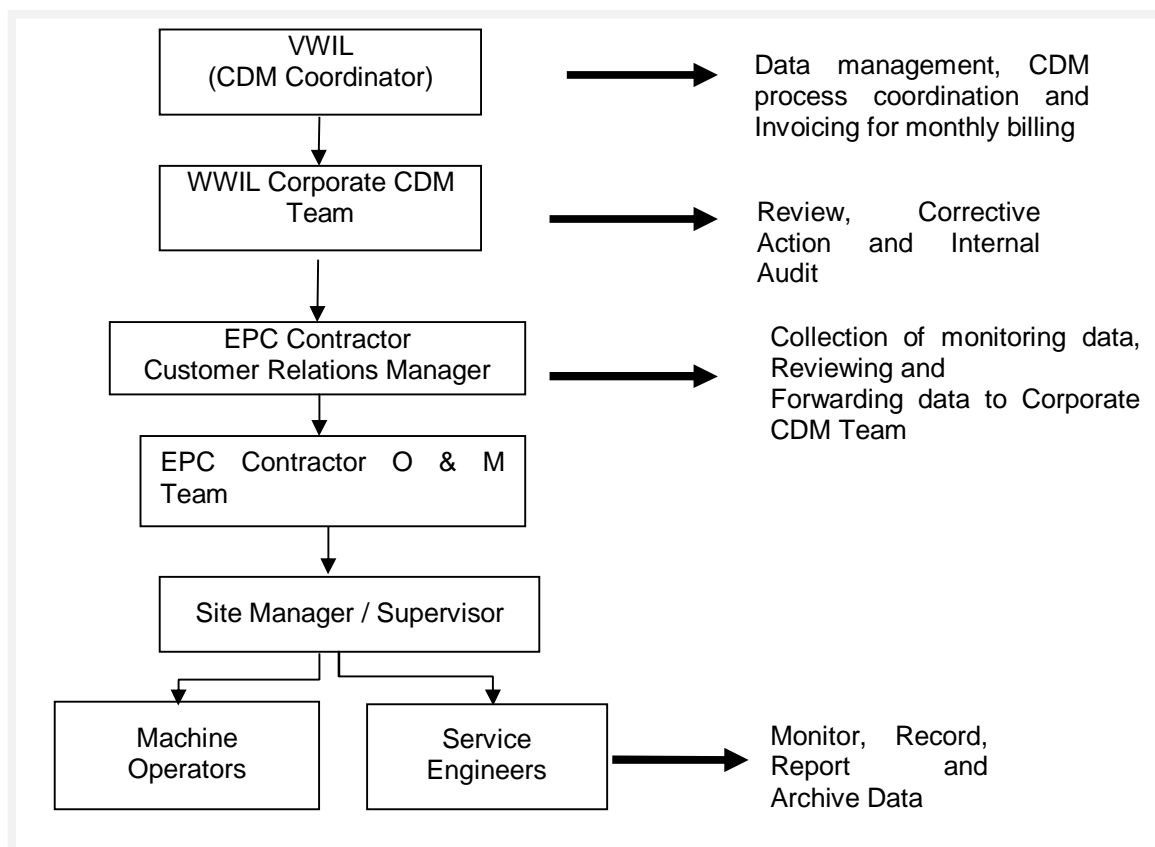 VWIL
(CDM Coordinator)
Data management, CDM
process coordination and
Invoicing for monthly billing
WWIL Corporate CDM
Team
Review, Corrective
Action and Internal
Audit
EPC Contractor
Customer Relations Manager
Collection of monitoring data,
Reviewing and
Forwarding data to Corporate
CDM Team
EPC Contractor O & M
Team
Site Manager / Supervisor
Machine
Operators
Service
Engineers
Monitor, Record,
Report and
Archive Data